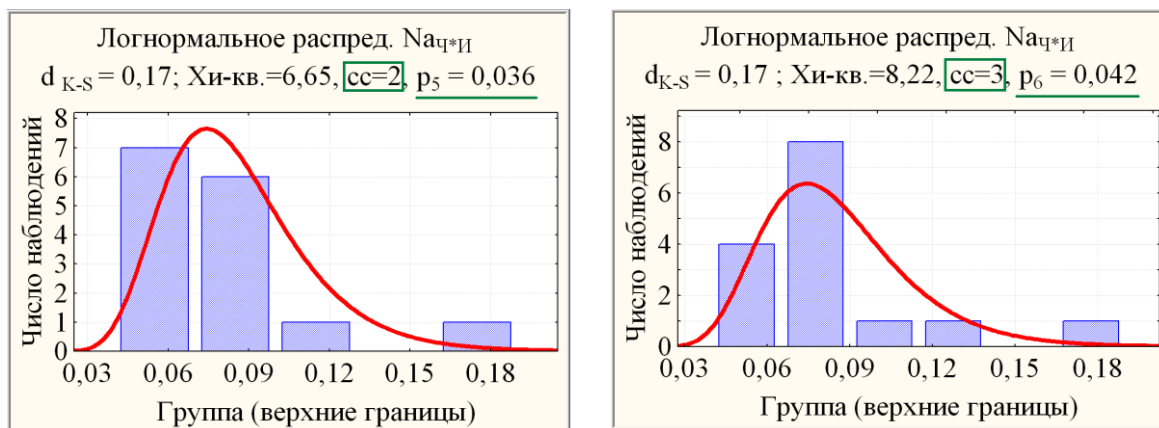 Логнормальное распред. Na_Ч*И
d K-S = 0,17; Хи-кв.=6,65, сс=2, p5 = 0,036
Число наблюдений
8
7
6
5
4
3
2
1
0
0,03 0,06 0,09 0,12 0,15 0,18
Группа (верхние границы)
Логнормальное распред. Na_Ч*И
d K-S = 0,17 ; Хи-кв.=8,22, сс=3, p6 = 0,042
Число наблюдений
8
6
4
2
0
0,03 0,06 0,09 0,12 0,15 0,18
Группа (верхние границы)